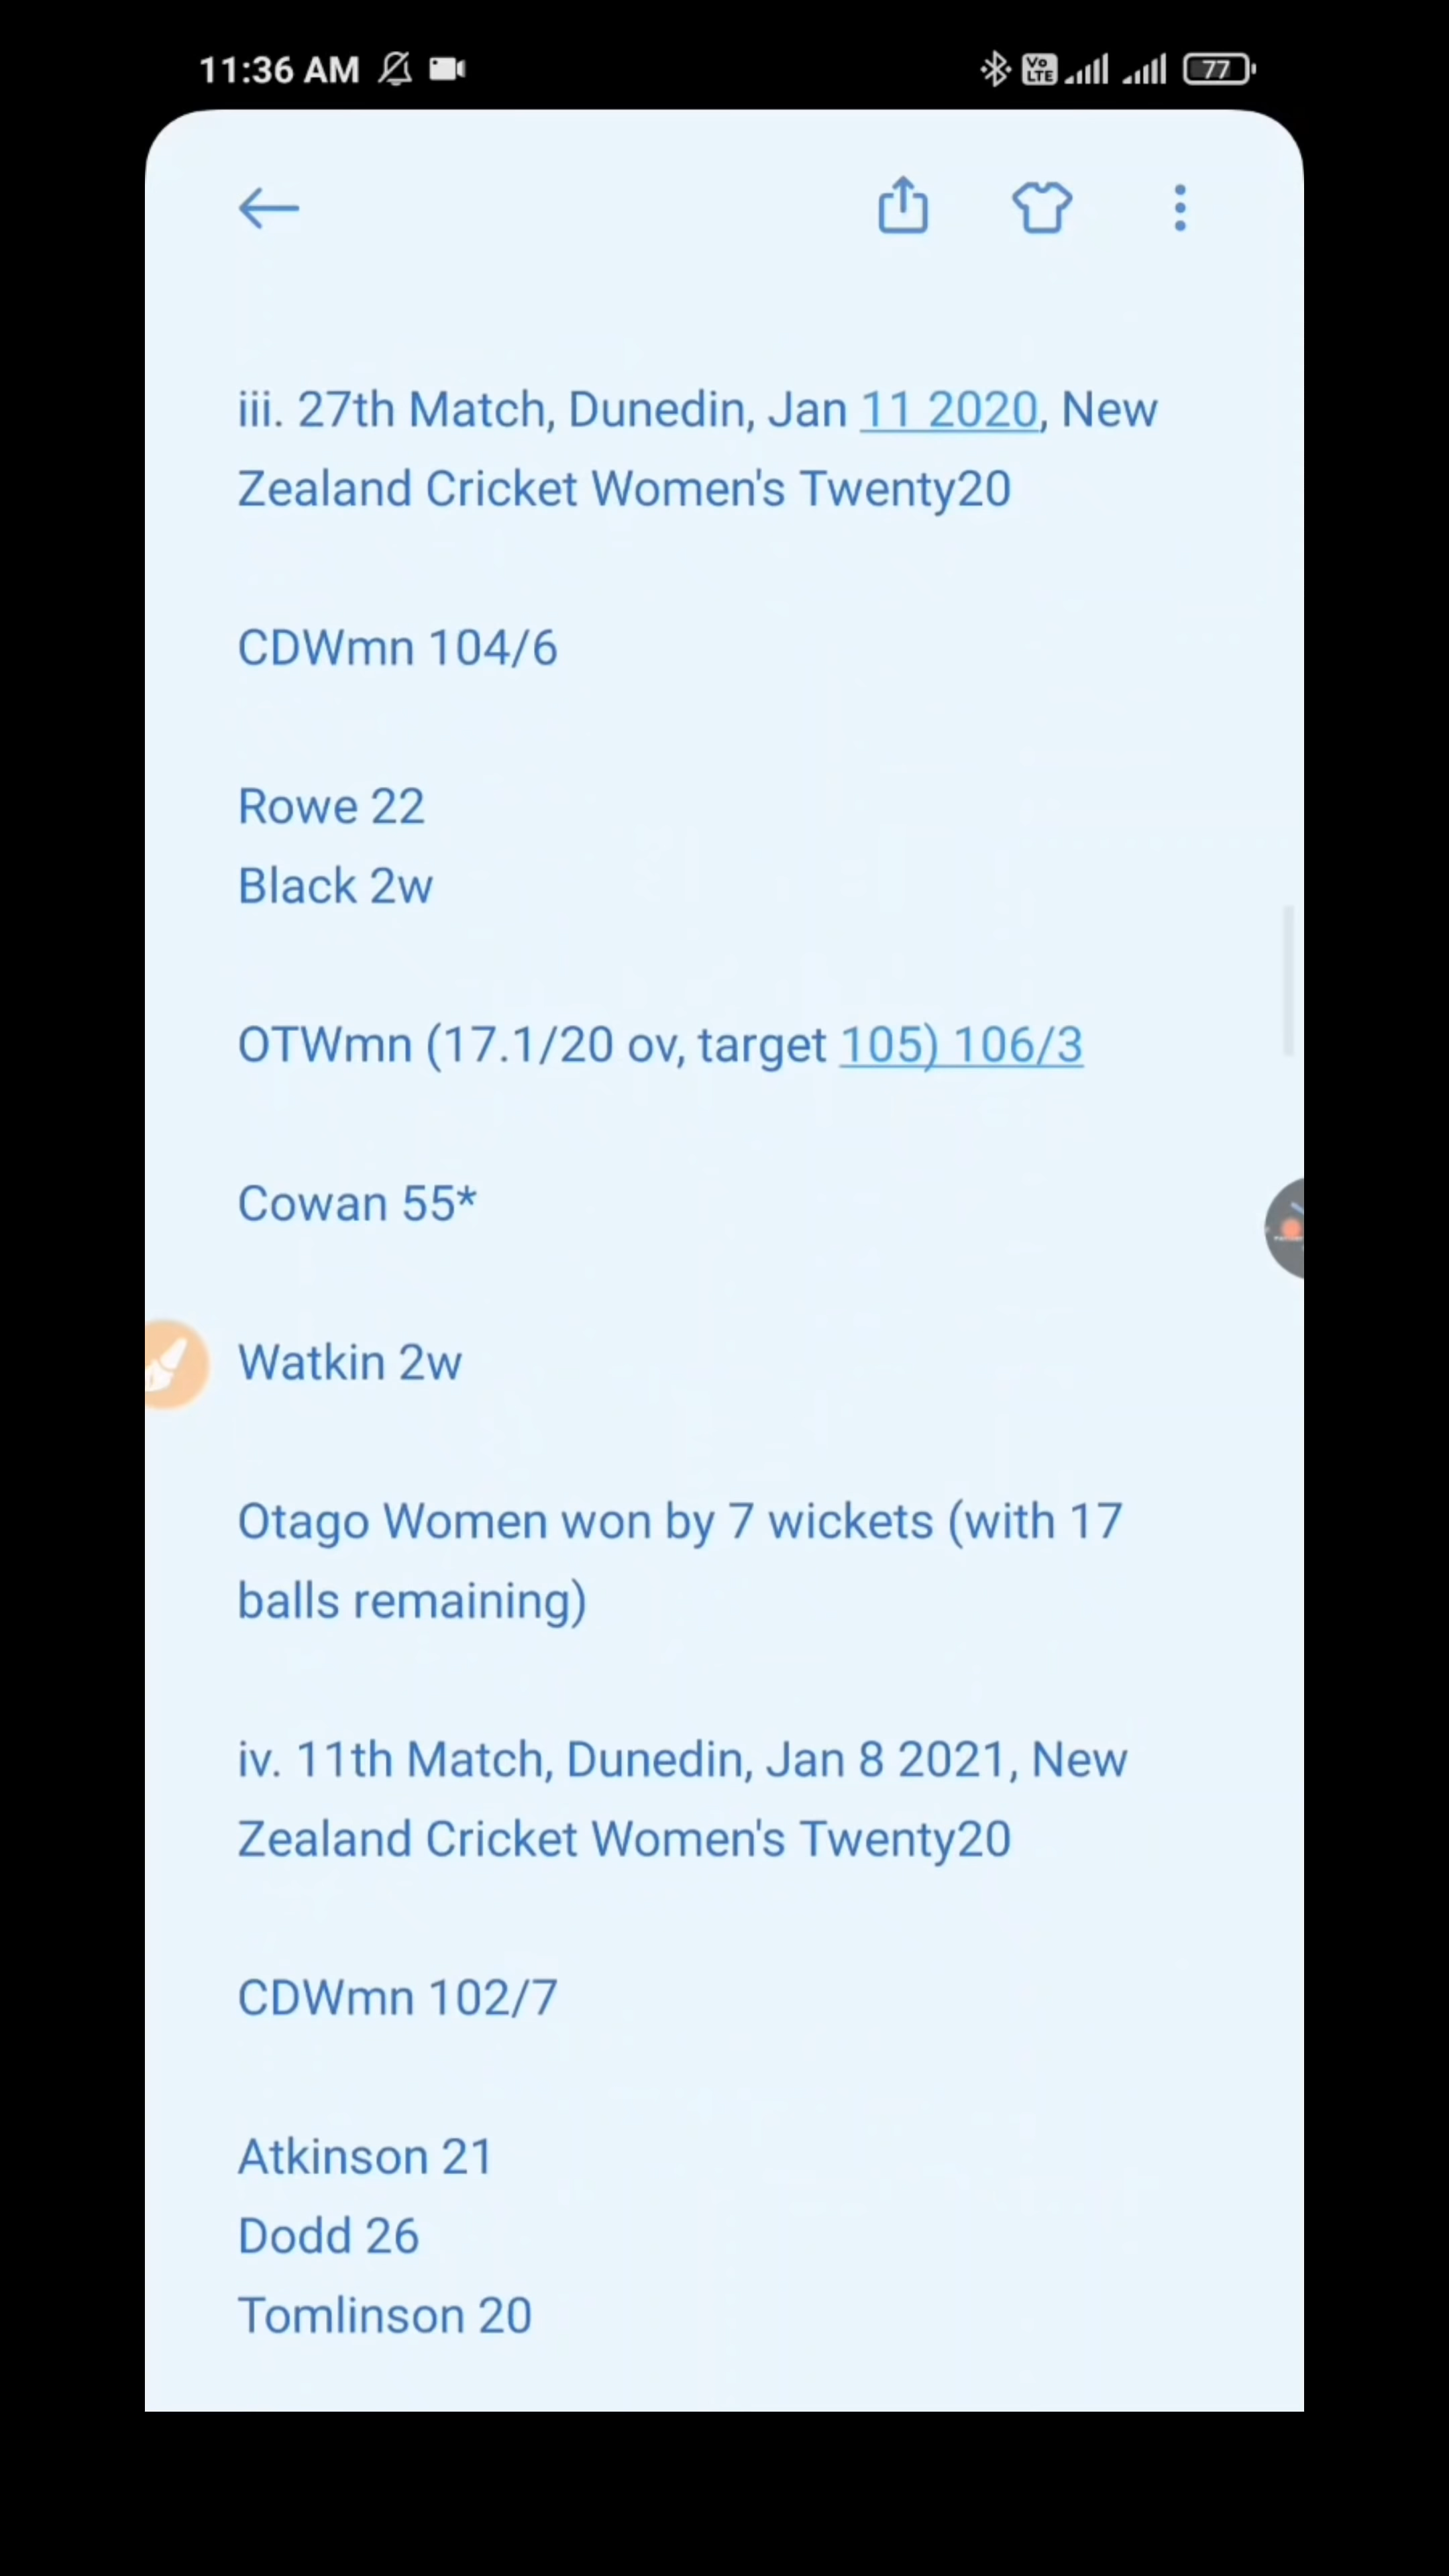 11:36 AM
Vo LTE
77
iii. 27th Match, Dunedin, Jan 11 2020, New
Zealand Cricket Women's Twenty20
CDWmn 104/6
Rowe 22
Black 2w
OTWmn (17.1/20 ov, target 105) 106/3
Cowan 55*
Watkin 2w
Otago Women won by 7 wickets (with 17
balls remaining)
iv. 11th Match, Dunedin, Jan 8 2021, New
Zealand Cricket Women's Twenty20
CDWmn 102/7
Atkinson 21
Dodd 26
Tomlinson 20